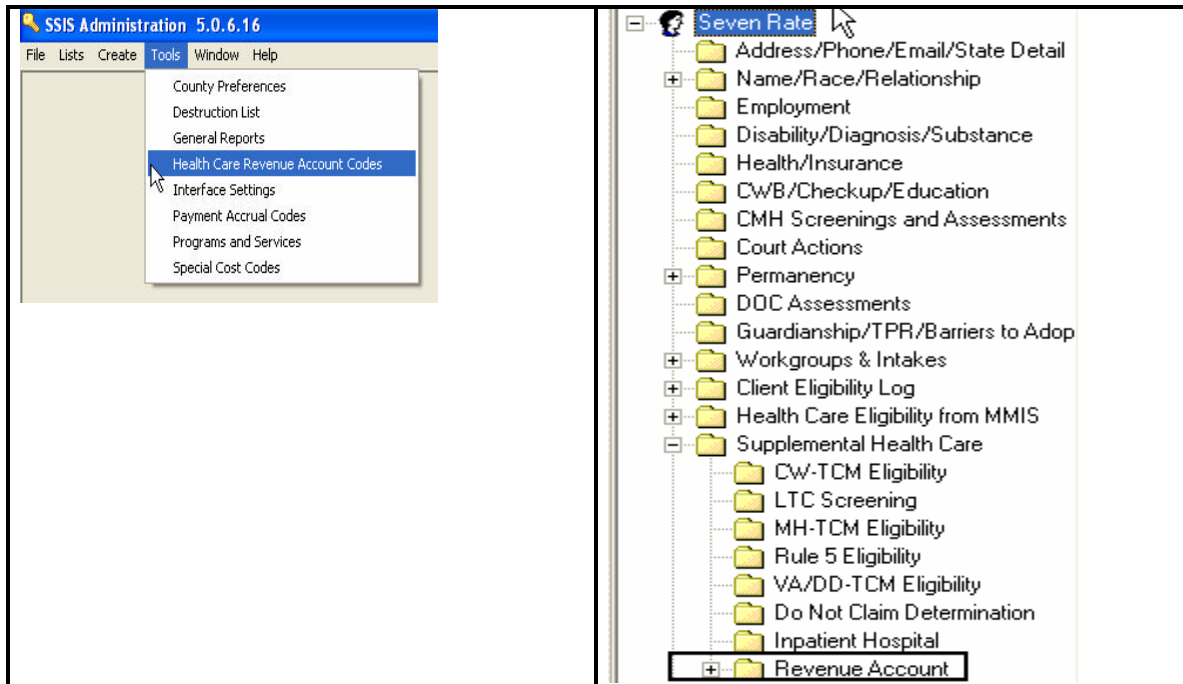 SSIS Administration 5.0.6.16
File Lists Create Tools Window Help
County Preferences
Destruction List
General Reports
Health Care Revenue Account Codes
Interface Settings
Payment Accrual Codes
Programs and Services
Special Cost Codes
Seven Rate
Address/Phone/Email/State Detail
Name/Race/Relationship
Employment
Disability/Diagnosis/Substance
Health/Insurance
CWB/Checkup/Education
CMH Screenings and Assessments
Court Actions
Permanency
DOC Assessments
Guardianship/TPR/Barriers to Adop
Workgroups & Intakes
Client Eligibility Log
Health Care Eligibility from MMIS
Supplemental Health Care
CW-TCM Eligibility
LTC Screening
MH-TCM Eligibility
Rule 5 Eligibility
VA/DD-TCM Eligibility
Do Not Claim Determination
Inpatient Hospital
Revenue Account